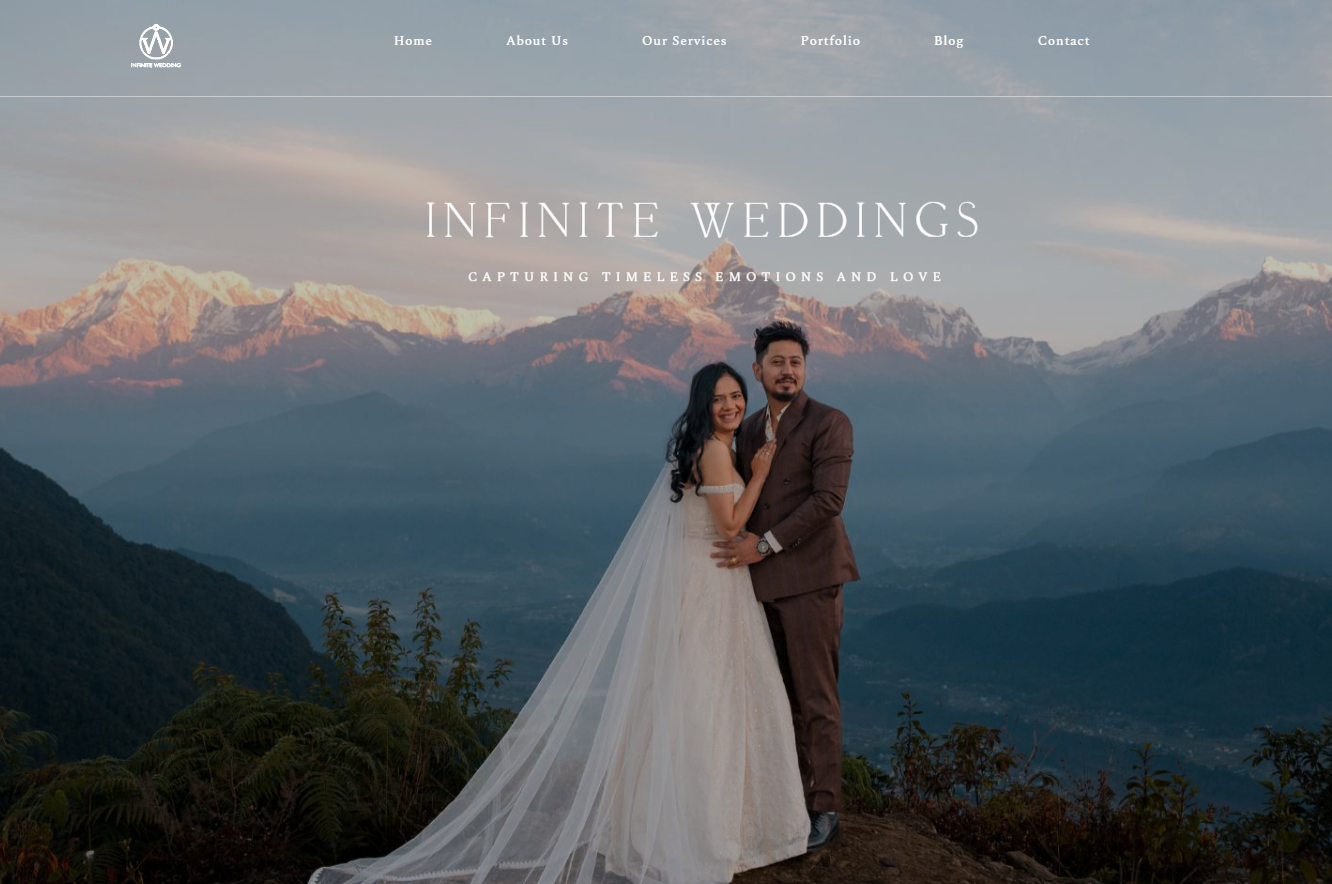 INFINITE WEDDING
Home About Us Our Services Portfolio Blog Contact
INFINITE WEDDINGS
CAPTURING TIMELESS EMOTIONS AND LOVE